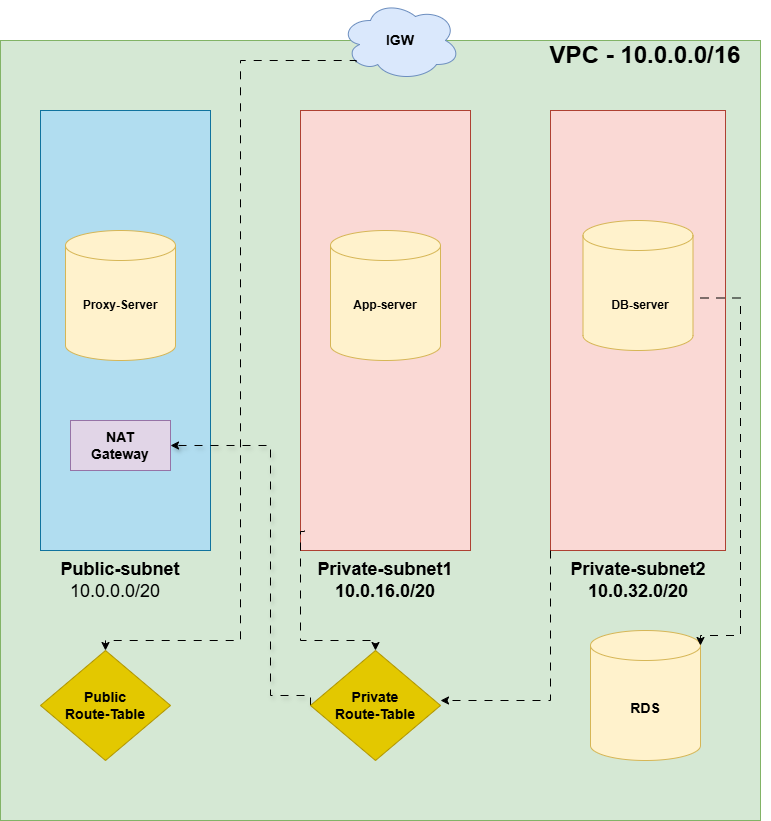 IGW
VPC - 10.0.0.0/16
Proxy-Server
App-server
DB-server
NAT
Gateway
Public-subnet
10.0.0.0/20
Private-subnet1
10.0.16.0/20
Private-subnet2
10.0.32.0/20
Public
Route-Table
Private
Route-Table
RDS